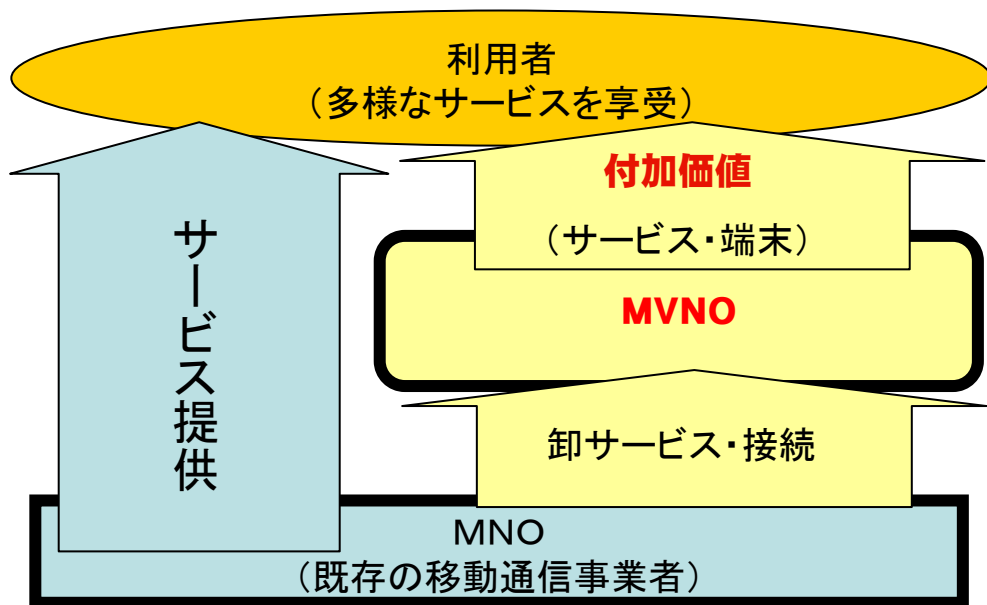 利用者
（多様なサービスを享受）
サービス提供
付加価値
（サービス・端末）
MVNO
卸サービス・接続
ＭＮＯ
（既存の移動通信事業者）